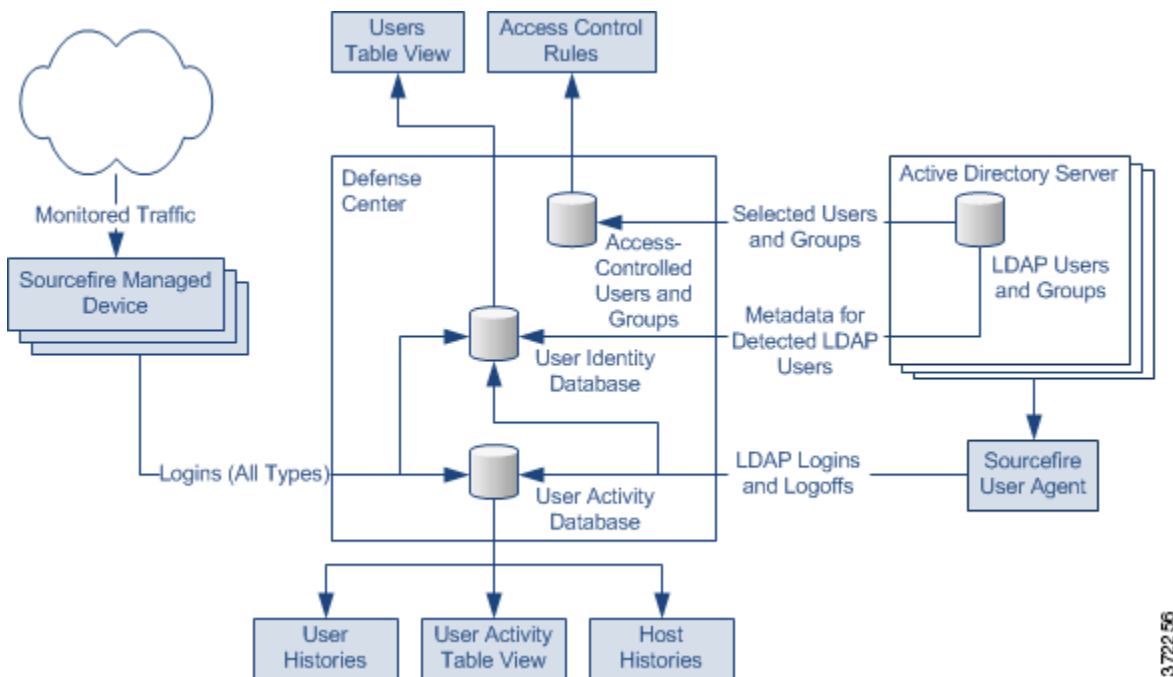 Users
Table View
Access Control
Rules
Defense
Center
Active Directory Server
Monitored Traffic
Selected Users
and Groups
Access-
Controlled
Users and
Groups
LDAP Users
and Groups
Sourcefire Managed
Device
Metadata for
Detected LDAP
Users
User Identity
Database
Logins (All Types)
LDAP Logins
and Logoffs
Sourcefire
User Agent
User Activity
Database
User
Histories
User Activity
Table View
Host
Histories
372256